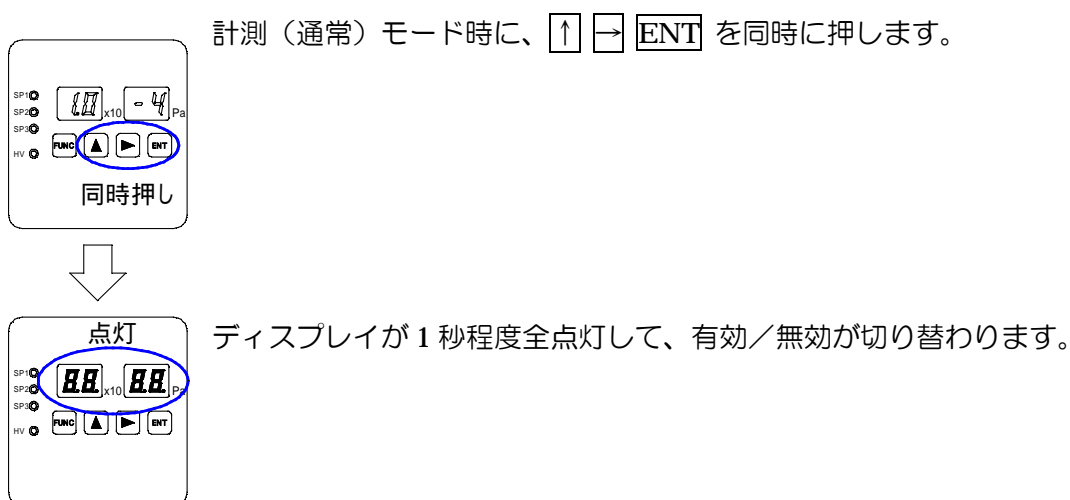 計測（通常）モード時に、↑ → ENT を同時に押します。
SP1
SP2
SP3
HV
1.0 x10 -4 Pa
FUNC ▲ ▶ ENT
同時押し
点灯
ディスプレイが 1 秒程度全点灯して、有効／無効が切り替わります。
SP1
SP2
SP3
HV
8.8. x10 8.8. Pa
FUNC ▲ ▶ ENT